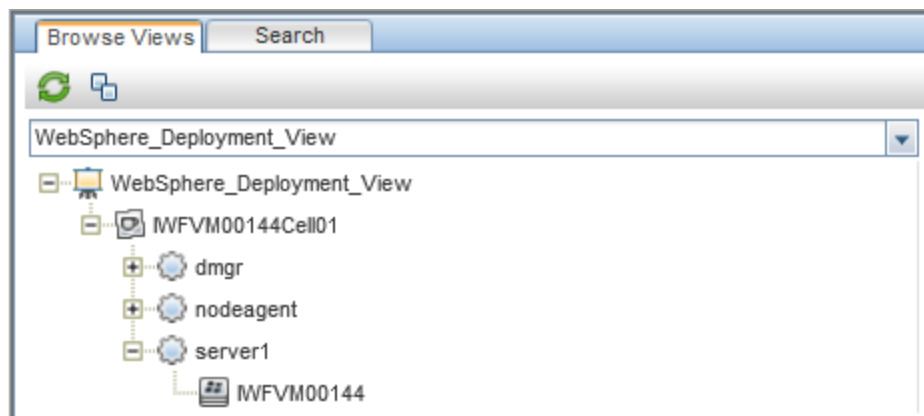 Browse Views
Search
WebSphere_Deployment_View
WebSphere_Deployment_View
IWFVM00144Cell01
dmgr
nodeagent
server1
IWFVM00144